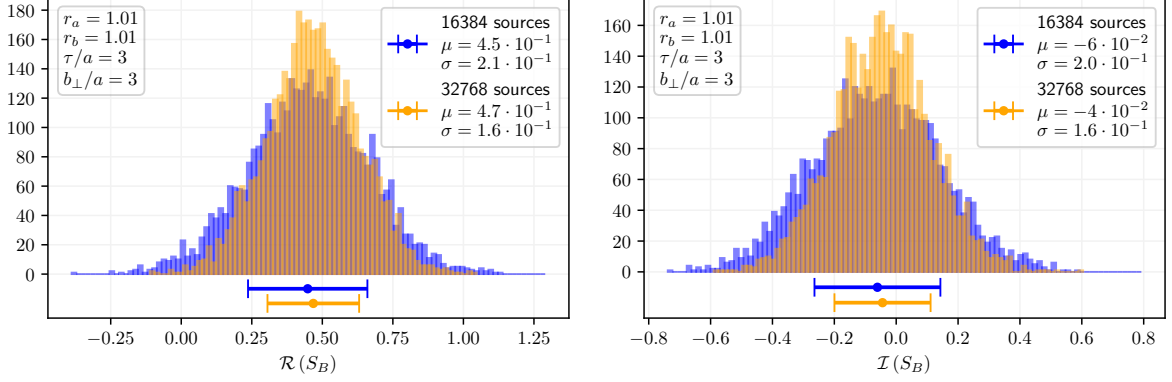 180
160
140
120
100
80
60
40
20
0
r_a = 1.01
r_b = 1.01
τ/a = 3
b_⊥/a = 3
16384 sources
μ = 4.5 · 10^{-1}
σ = 2.1 · 10^{-1}
32768 sources
μ = 4.7 · 10^{-1}
σ = 1.6 · 10^{-1}
−0.25 0.00 0.25 0.50 0.75 1.00 1.25
R (S_B)
160
140
120
100
80
60
40
20
0
r_a = 1.01
r_b = 1.01
τ/a = 3
b_⊥/a = 3
16384 sources
μ = −6 · 10^{-2}
σ = 2.0 · 10^{-1}
32768 sources
μ = −4 · 10^{-2}
σ = 1.6 · 10^{-1}
−0.8 −0.6 −0.4 −0.2 0.0 0.2 0.4 0.6 0.8
I (S_B)